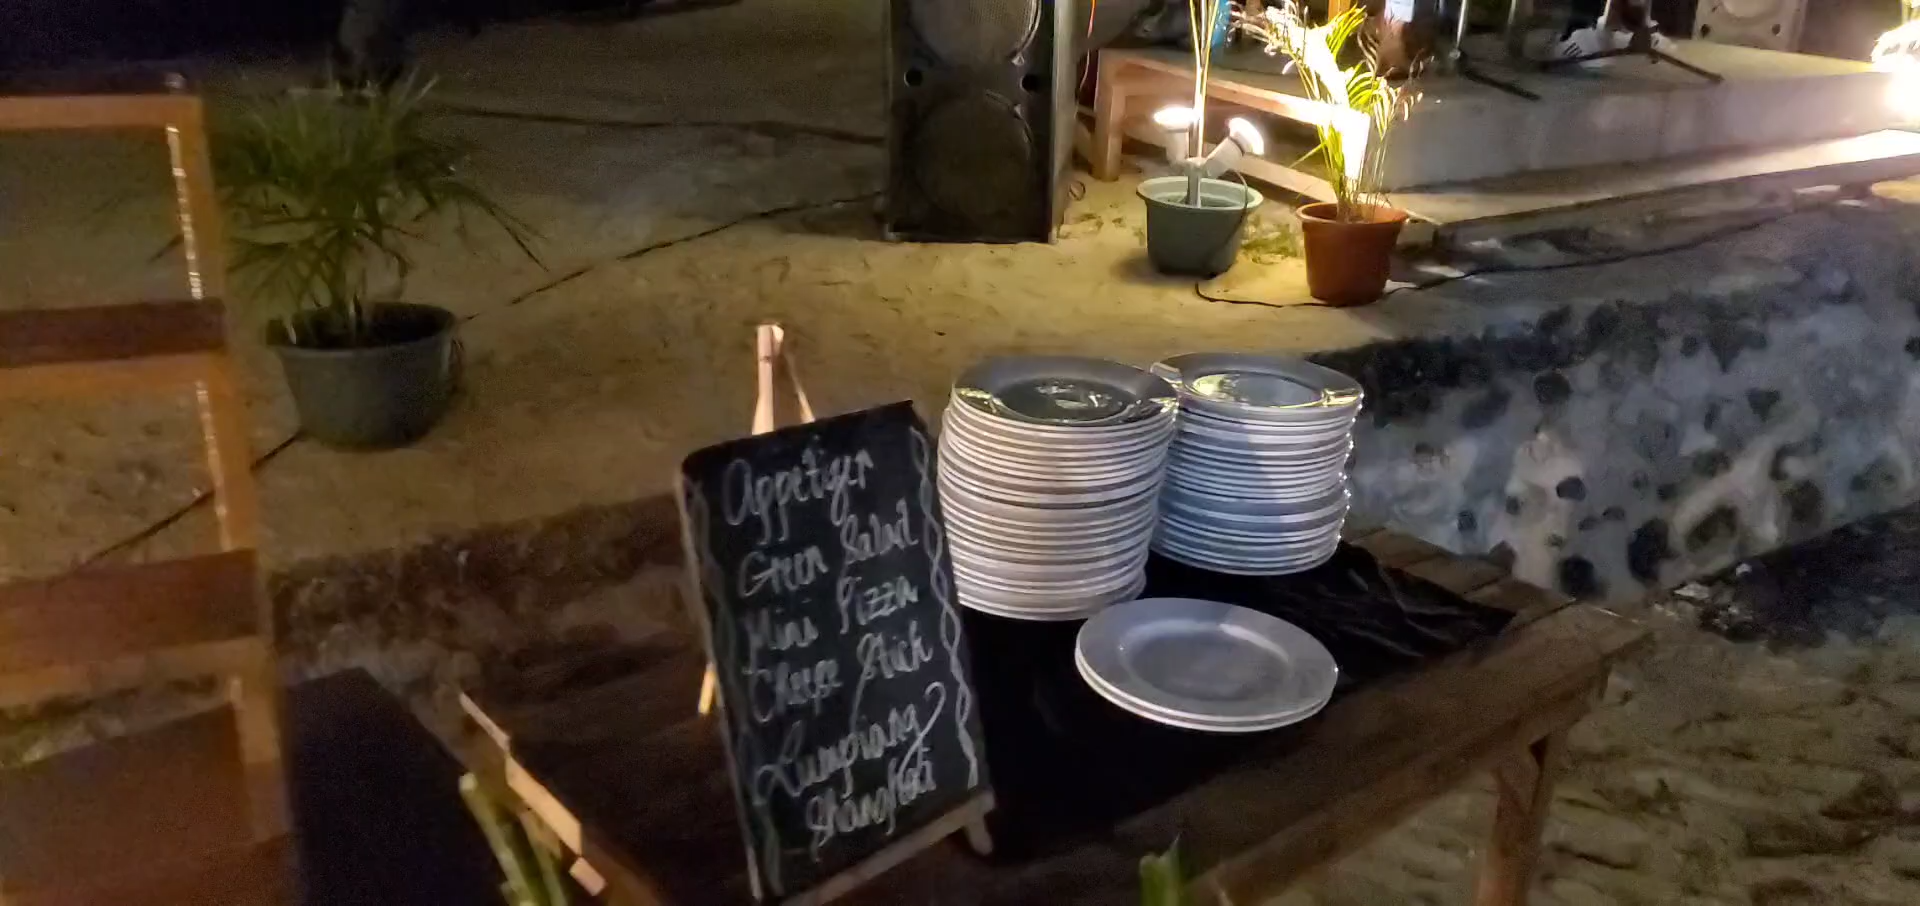 Appetizer
Green Salad
Mini Pizza
Cheese Stick
Lumpiang
Shanghai